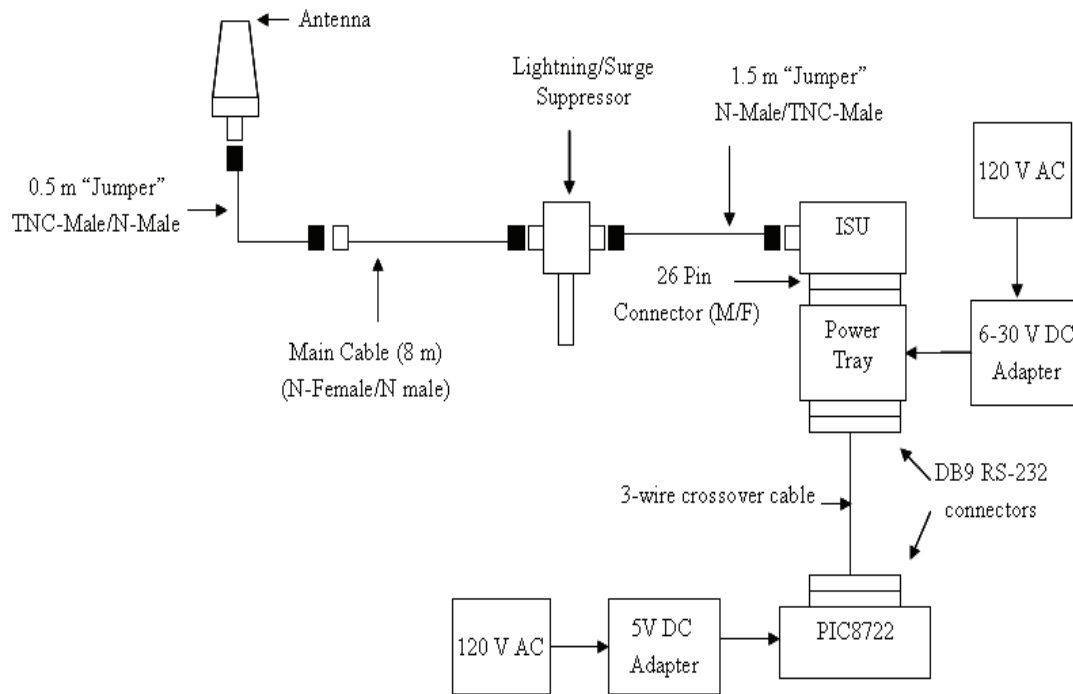 Antenna
Lightning/Surge
Suppressor
1.5 m “Jumper”
N-Male/TNC-Male
120 V AC
0.5 m “Jumper”
TNC-Male/N-Male
ISU
26 Pin
Connector (M/F)
Power
Tray
6-30 V DC
Adapter
Main Cable (8 m)
(N-Female/N male)
DB9 RS-232
connectors
3-wire crossover cable
120 V AC
5V DC
Adapter
PIC8722